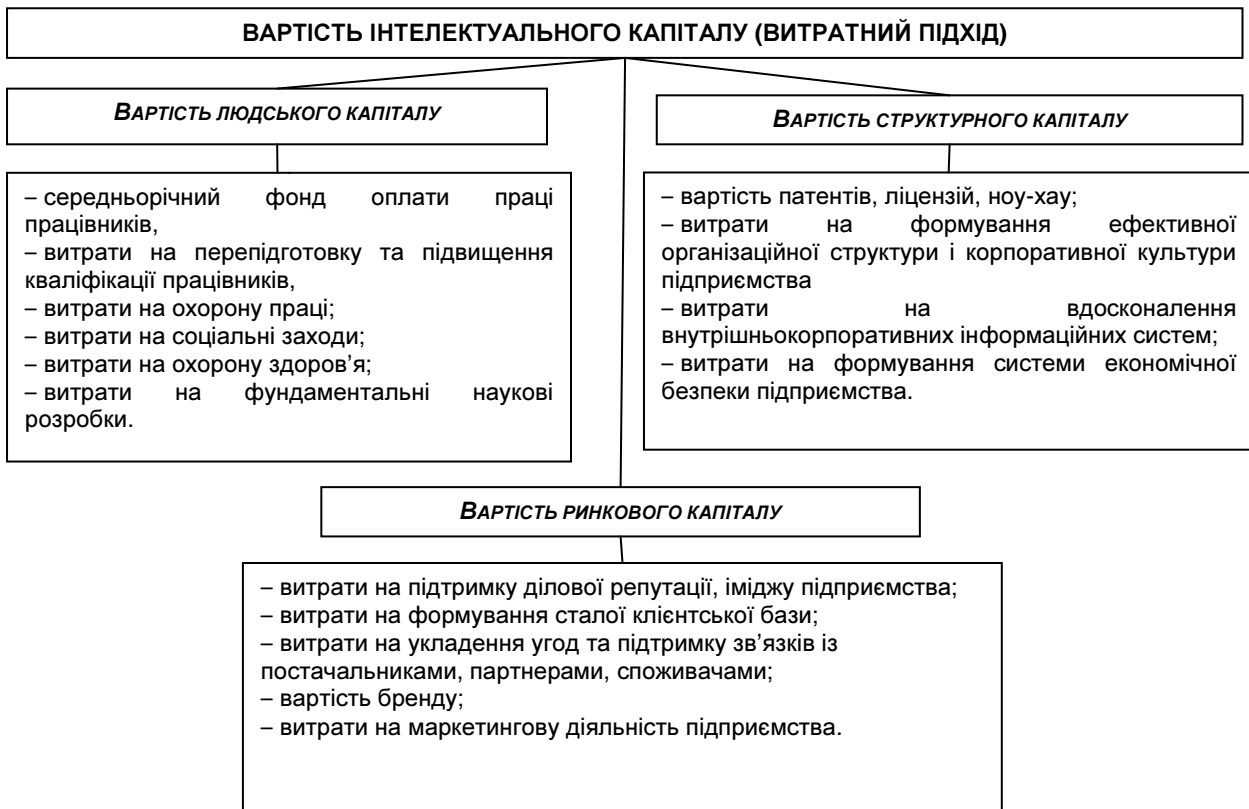 ВАРТІСТЬ ІНТЕЛЕКТУАЛЬНОГО КАПІТАЛУ (ВИТРАТНИЙ ПІДХІД)
ВАРТІСТЬ ЛЮДСЬКОГО КАПІТАЛУ
– середньорічний фонд оплати праці
працівників,
– витрати на перепідготовку та підвищення
кваліфікації працівників,
– витрати на охорону праці;
– витрати на соціальні заходи;
– витрати на охорону здоров’я;
– витрати на фундаментальні наукові
розробки.
ВАРТІСТЬ СТРУКТУРНОГО КАПІТАЛУ
– вартість патентів, ліцензій, ноу-хау;
– витрати на формування ефективної
організаційної структури і корпоративної культури
підприємства
– витрати на вдосконалення
внутрішньокорпоративних інформаційних систем;
– витрати на формування системи економічної
безпеки підприємства.
ВАРТІСТЬ РИНКОВОГО КАПІТАЛУ
– витрати на підтримку ділової репутації, іміджу підприємства;
– витрати на формування сталої клієнтської бази;
– витрати на укладення угод та підтримку зв’язків із
постачальниками, партнерами, споживачами;
– вартість бренду;
– витрати на маркетингову діяльність підприємства.